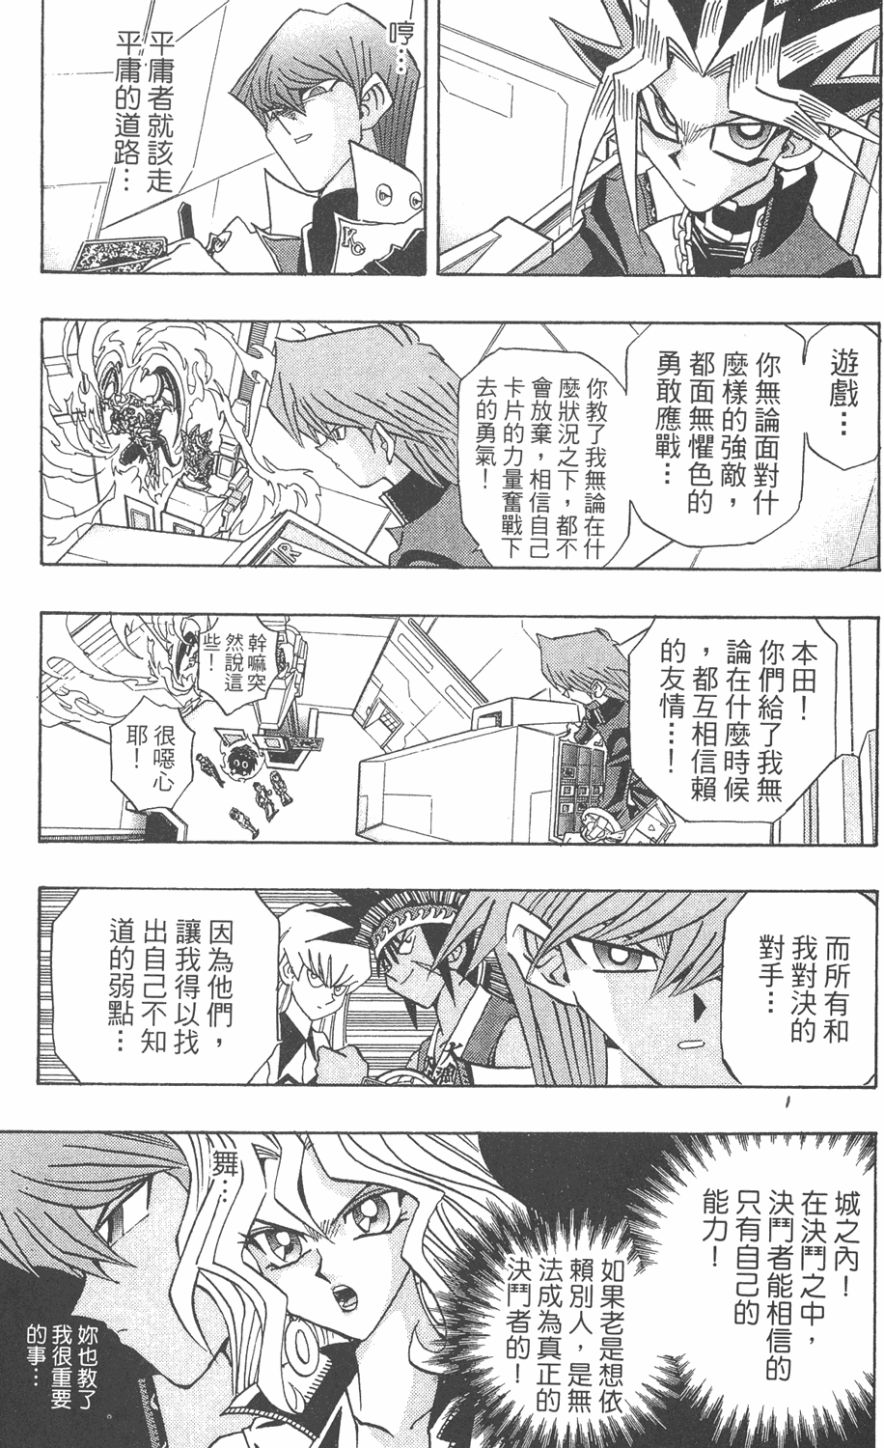 哼…
平庸者就該走
平庸的道路…
KC
遊戲…
你無論面對什
麼樣的強敵，
都面無懼色的
勇敢應戰…
你教了我無論在什
麼狀況之下，都不
會放棄，相信自己
卡片的力量奮戰下
去的勇氣！
本田！
你們給了我無
論在什麼時候
，都互相信賴
的友情…！
幹嘛突
然說這
些！
很噁心
耶！
而所有和
我對決的
對手…
因為他們，
讓我得以找
出自己不知
道的弱點…
城之內！
在決鬥之中，
決鬥者能相信的
只有自己的
能力！
如果老是想依
賴別人，是無
法成為真正的
決鬥者的！
舞…
妳也教了
我很重要
的事…